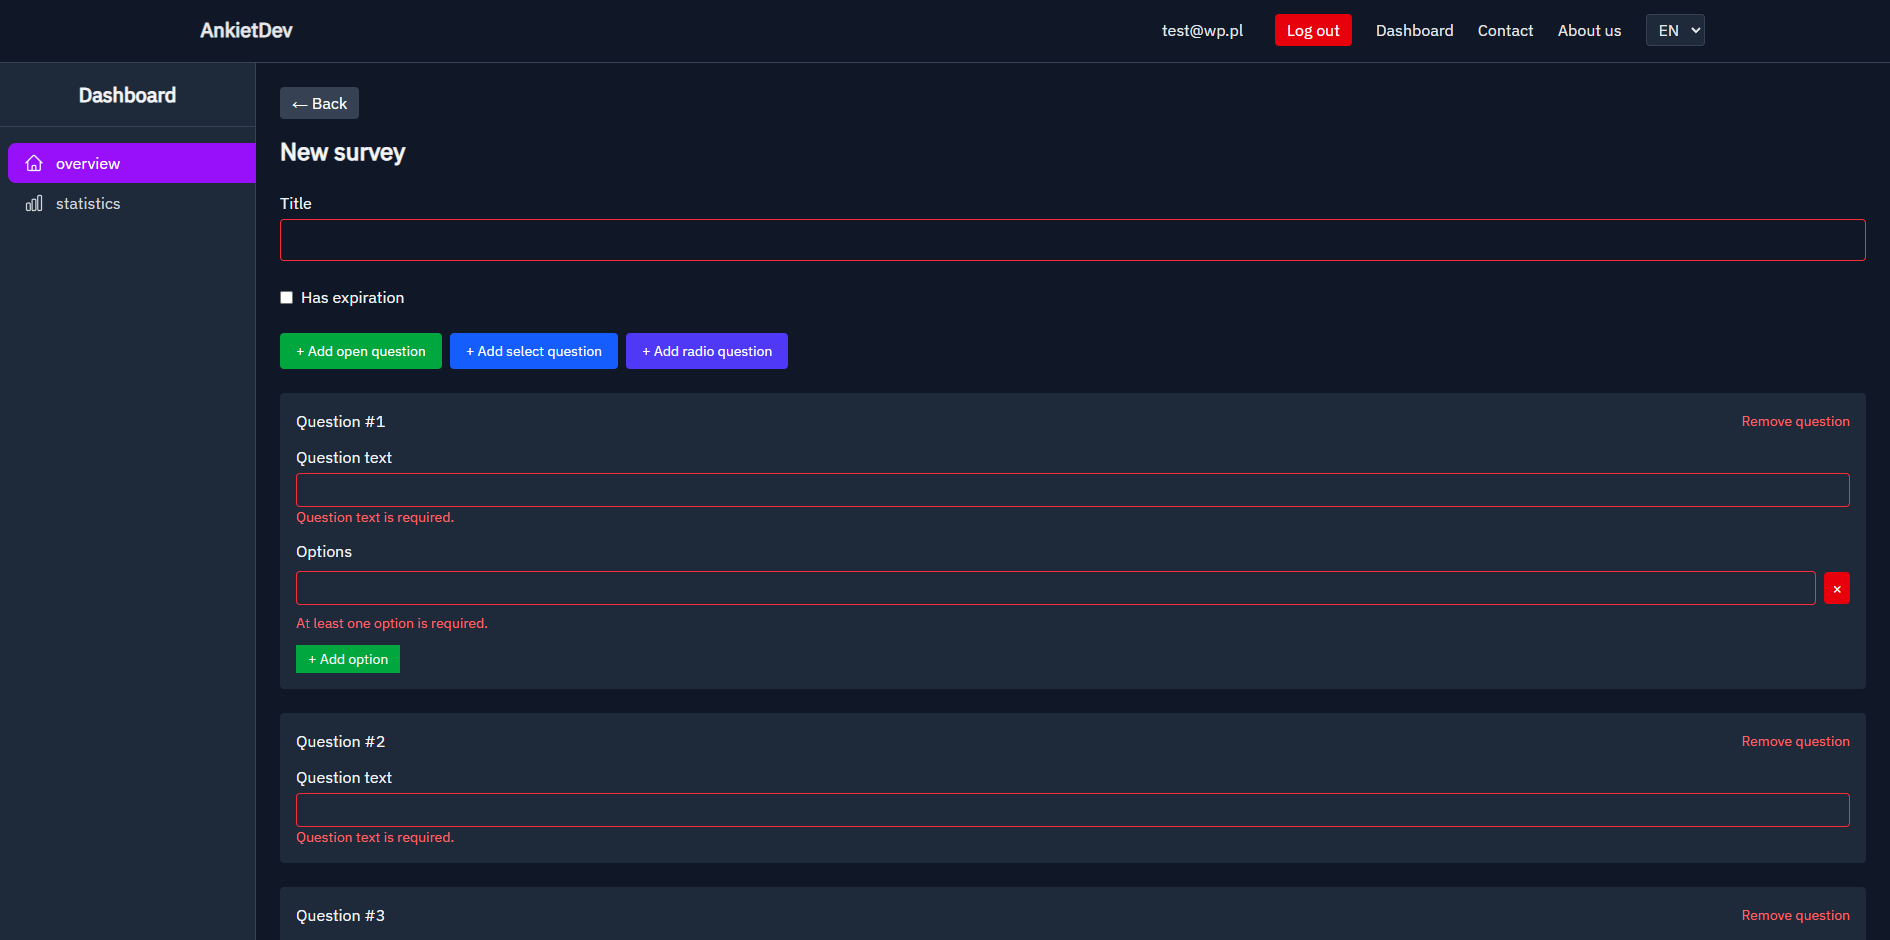 AnkietDev
test@wp.pl
Log out
Dashboard
Contact
About us
EN
Dashboard
overview
statistics
← Back
New survey
Title
Has expiration
+ Add open question
+ Add select question
+ Add radio question
Question #1
Remove question
Question text
Question text is required.
Options
×
At least one option is required.
+ Add option
Question #2
Remove question
Question text
Question text is required.
Question #3
Remove question